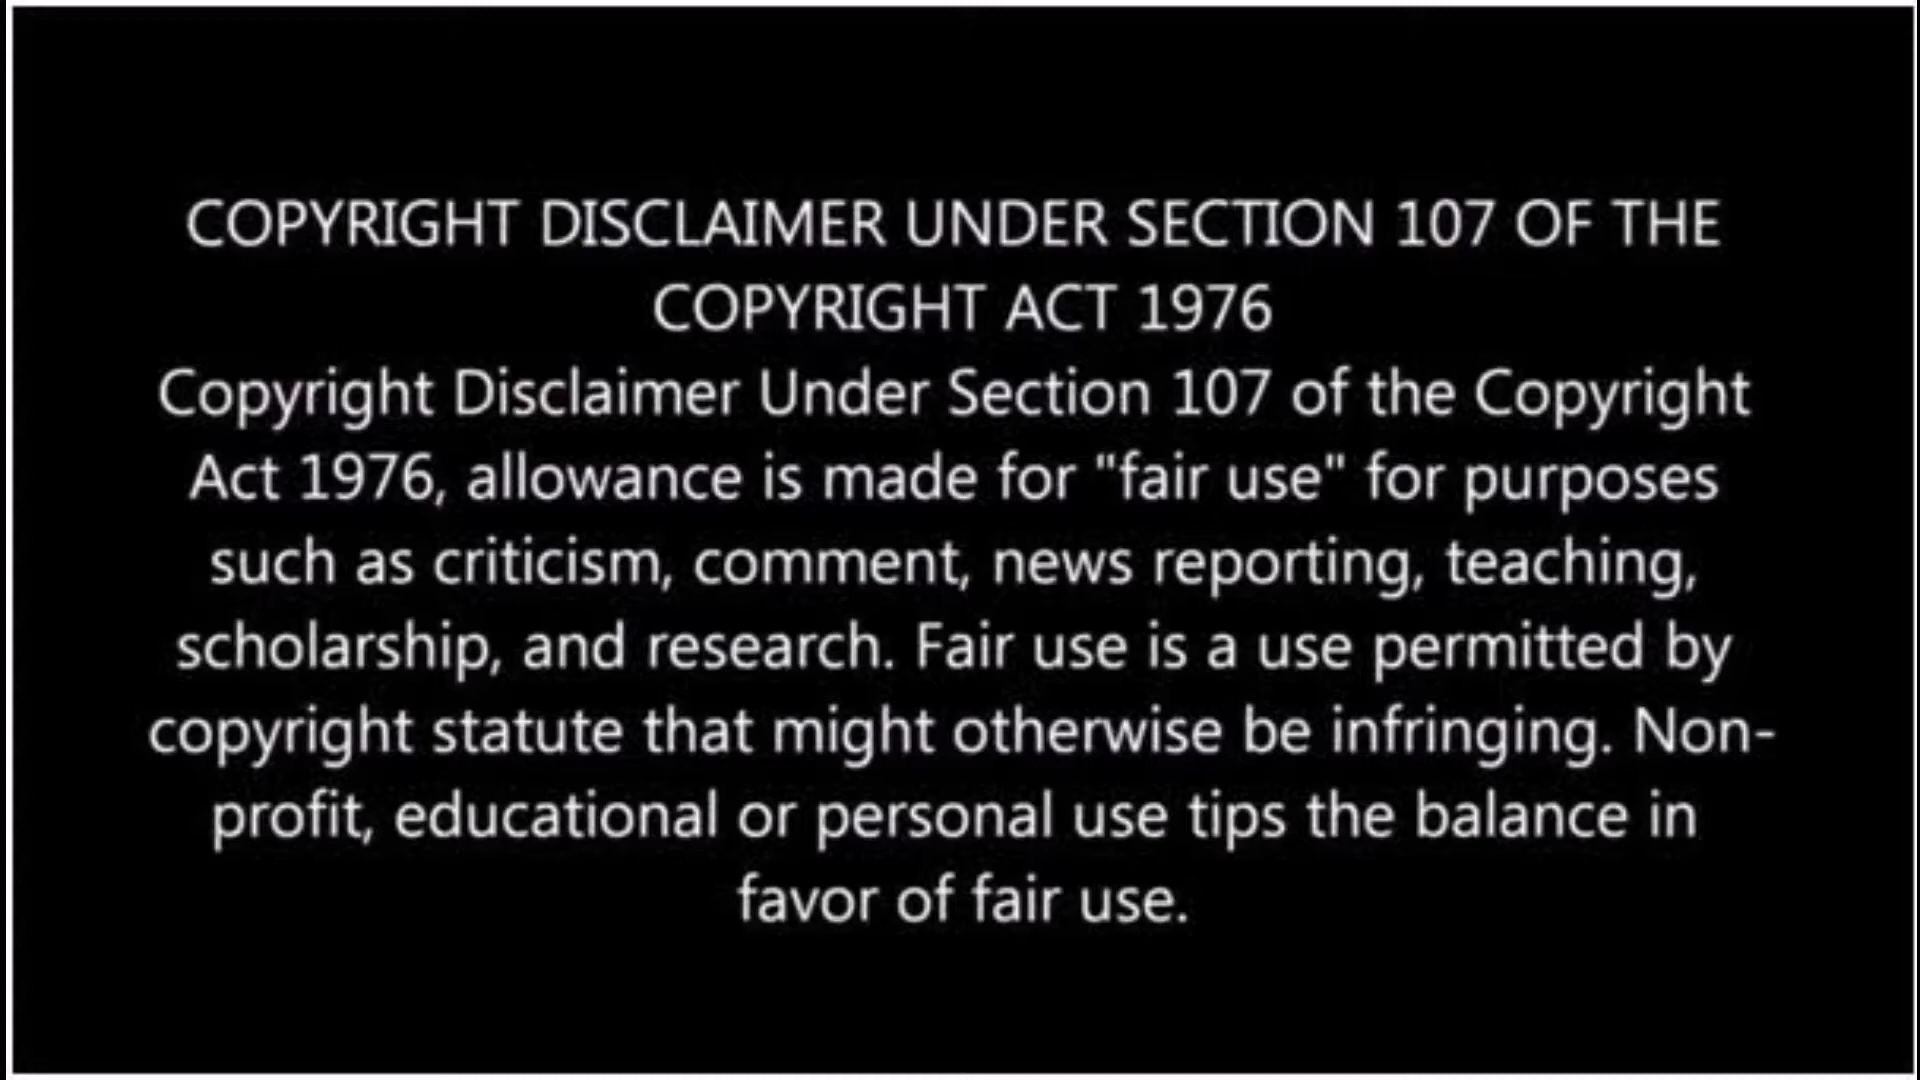 COPYRIGHT DISCLAIMER UNDER SECTION 107 OF THE
COPYRIGHT ACT 1976
Copyright Disclaimer Under Section 107 of the Copyright
Act 1976, allowance is made for "fair use" for purposes
such as criticism, comment, news reporting, teaching,
scholarship, and research. Fair use is a use permitted by
copyright statute that might otherwise be infringing. Non-
profit, educational or personal use tips the balance in
favor of fair use.